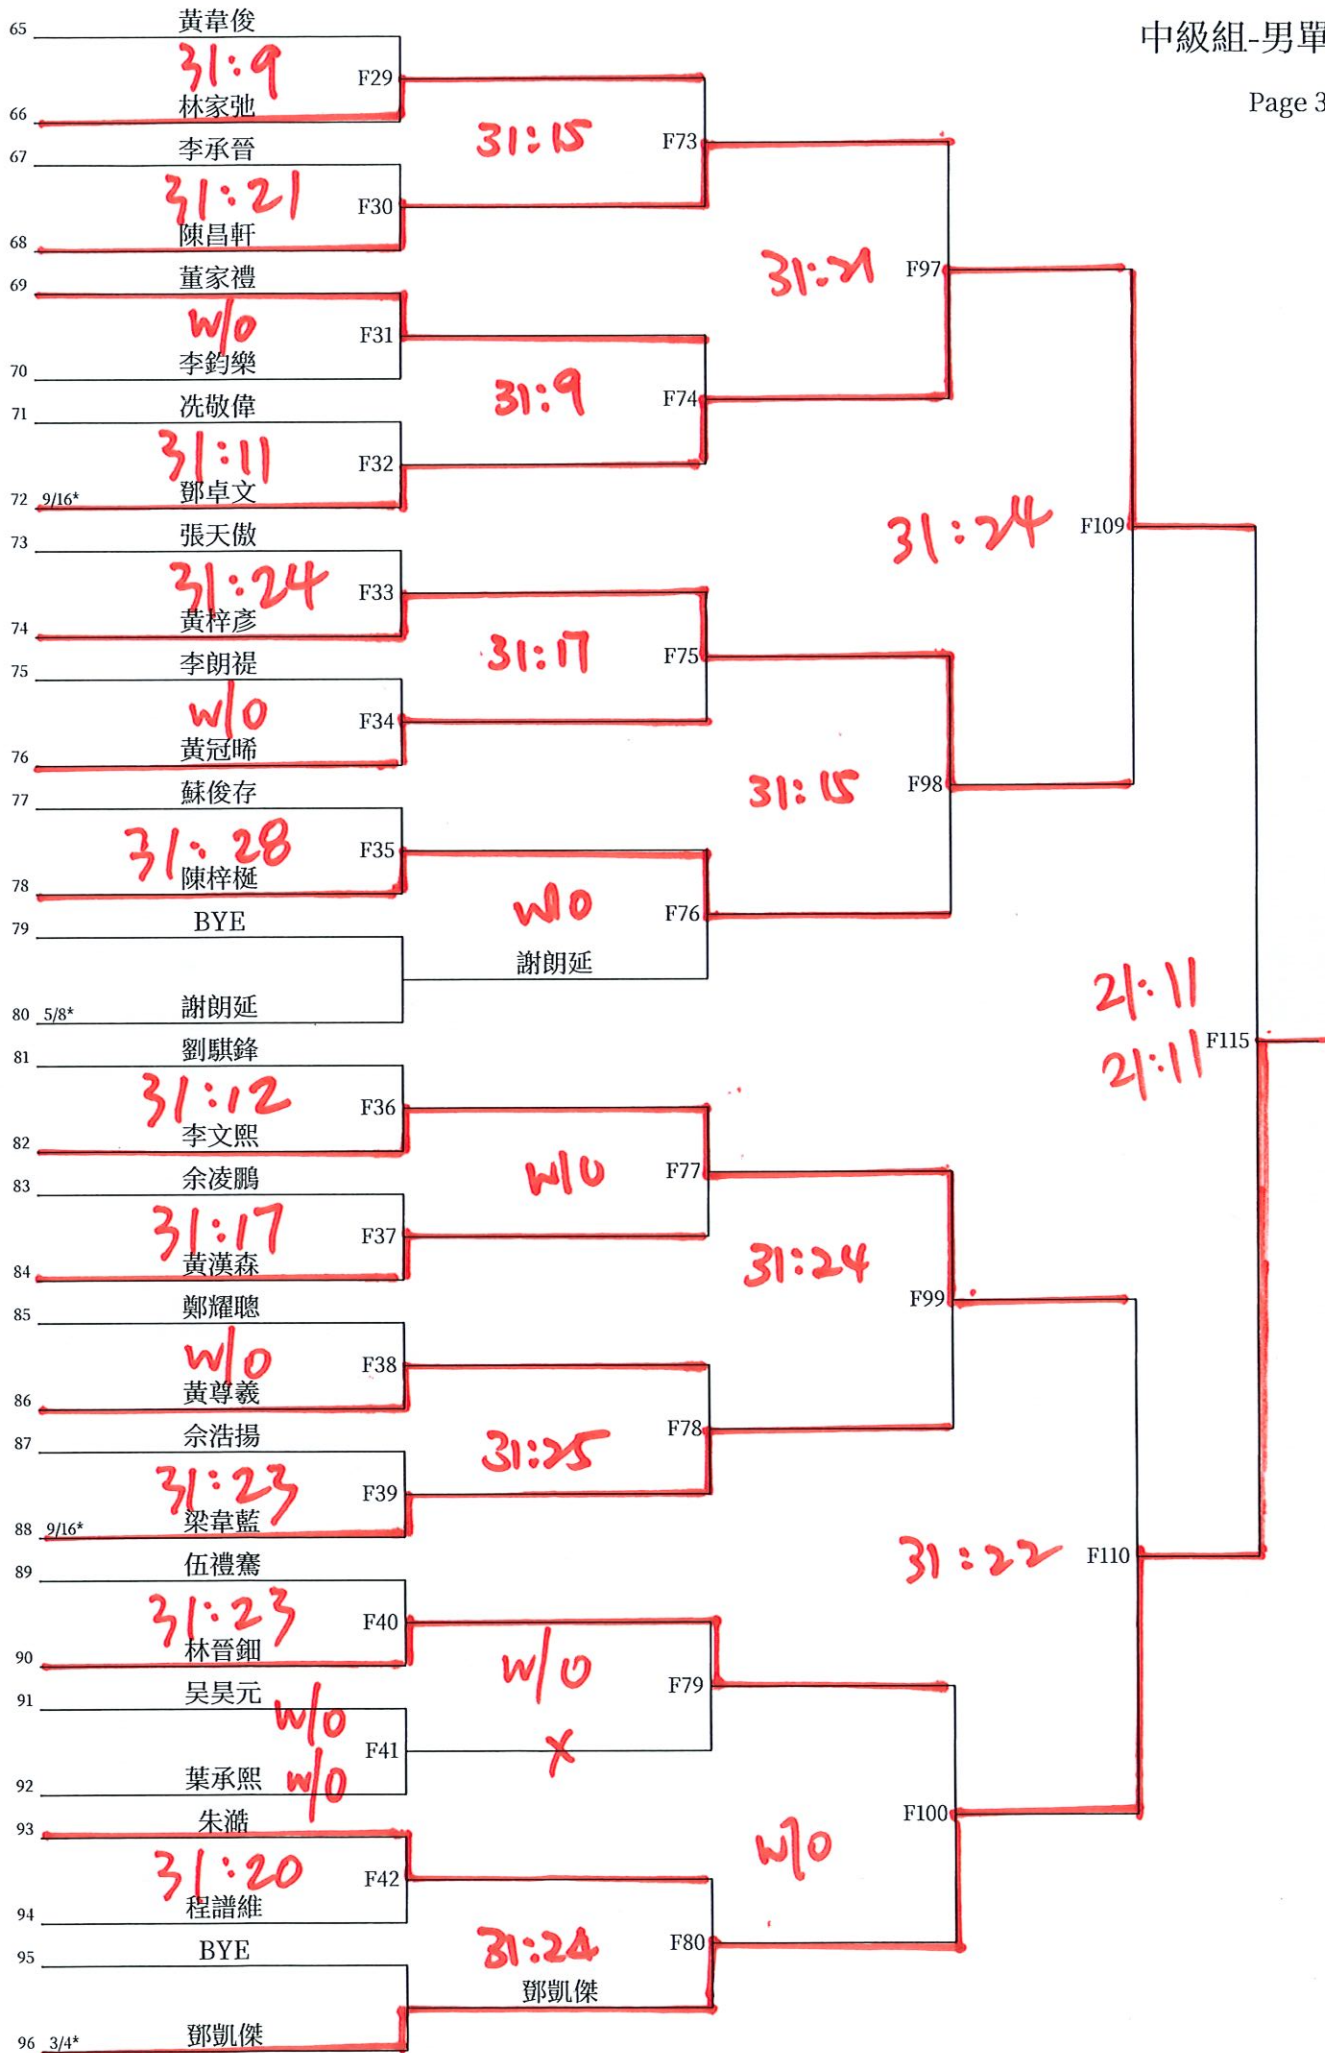 中級組-男單
Page 3
65 黃韋俊
31:9 F29
66 林家弛
31:15 F73
67 李承晉
31:21 F30
68 陳昌軒
31:21 F97
69 董家禮
w/o F31
70 李鈞樂
31:9 F74
71 冼敬偉
31:11 F32
72 9/16* 鄧卓文
31:24 F109
73 張天傲
31:24 F33
74 黃梓彥
31:17 F75
75 李朗禔
w/o F34
76 黃冠晞
31:15 F98
77 蘇俊存
31:28 F35
78 陳梓梴
w/o F76
79 BYE
謝朗延
80 5/8* 謝朗延
21:11
21:11 F115
81 劉騏鋒
31:12 F36
82 李文熙
w/o F77
83 余凌鵬
31:17 F37
84 黃漢森
31:24 F99
85 鄭耀聰
w/o F38
86 黃尊羲
31:25 F78
87 佘浩揚
31:23 F39
88 9/16* 梁韋藍
31:22 F110
89 伍禮騫
31:23 F40
90 林晉鈿
w/o F79
91 吴昊元
w/o F41 X
92 葉承熙 w/o
w/o F100
93 朱澔
31:20 F42
94 程譜維
31:24 F80
95 BYE
鄧凱傑
96 3/4* 鄧凱傑